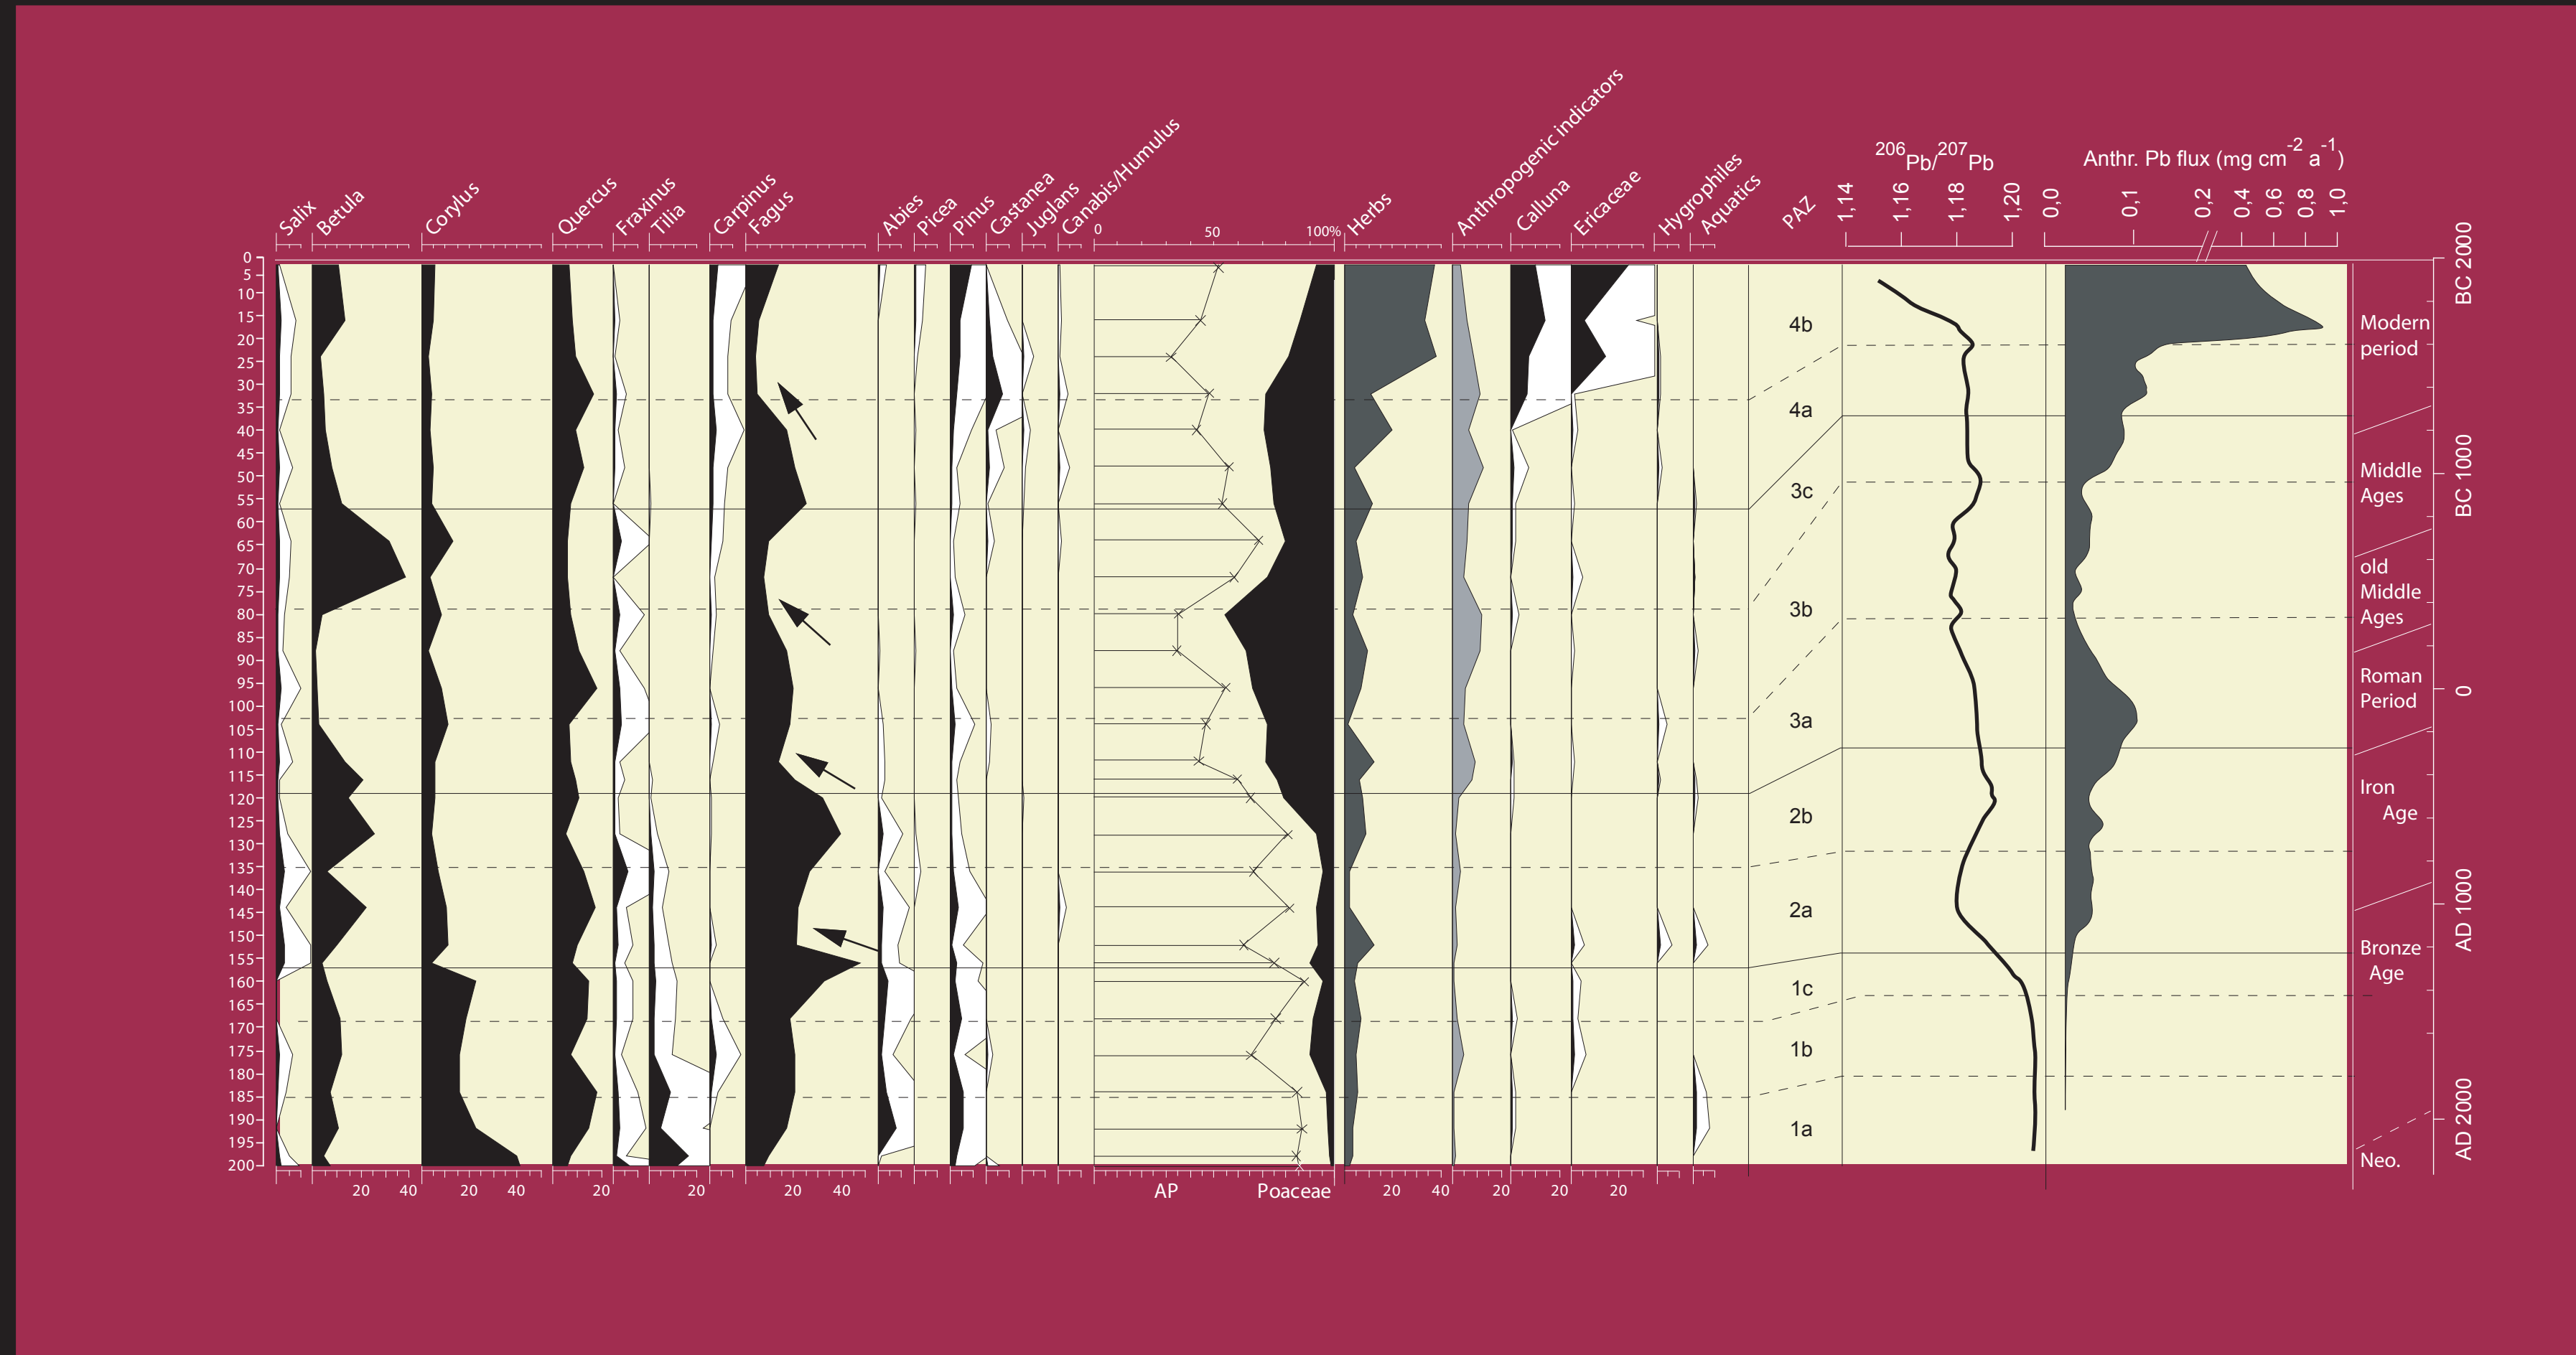 Salix
Betula
Corylus
Quercus
Fraxinus
Tillia
Carpinus
Fagus
Abies
Picea
Pinus
Castanea
Juglans
Canabis/Humulus
Herbs
Anthropogenic indicators
Calluna
Ericaceae
Hygrophiles
Aquatics
PAZ
206Pb/207Pb
Anthr. Pb flux (mg cm-2 a-1)
0 50 100%
1,14 1,16 1,18 1,20
0,0 0,1 0,2 0,4 0,6 0,8 1,0
0
5
10
15
20
25
30
35
40
45
50
55
60
65
70
75
80
85
90
95
100
105
110
115
120
125
130
135
140
145
150
155
160
165
170
175
180
185
190
195
200
4b
4a
3c
3b
3a
2b
2a
1c
1b
1a
Modern
period
Middle
Ages
old
Middle
Ages
Roman
Period
Iron
Age
Bronze
Age
Neo.
BC 2000
BC 1000
0
AD 1000
AD 2000
20 40 20 40 20 20 20 40 AP Poaceae 20 40 20 20 20